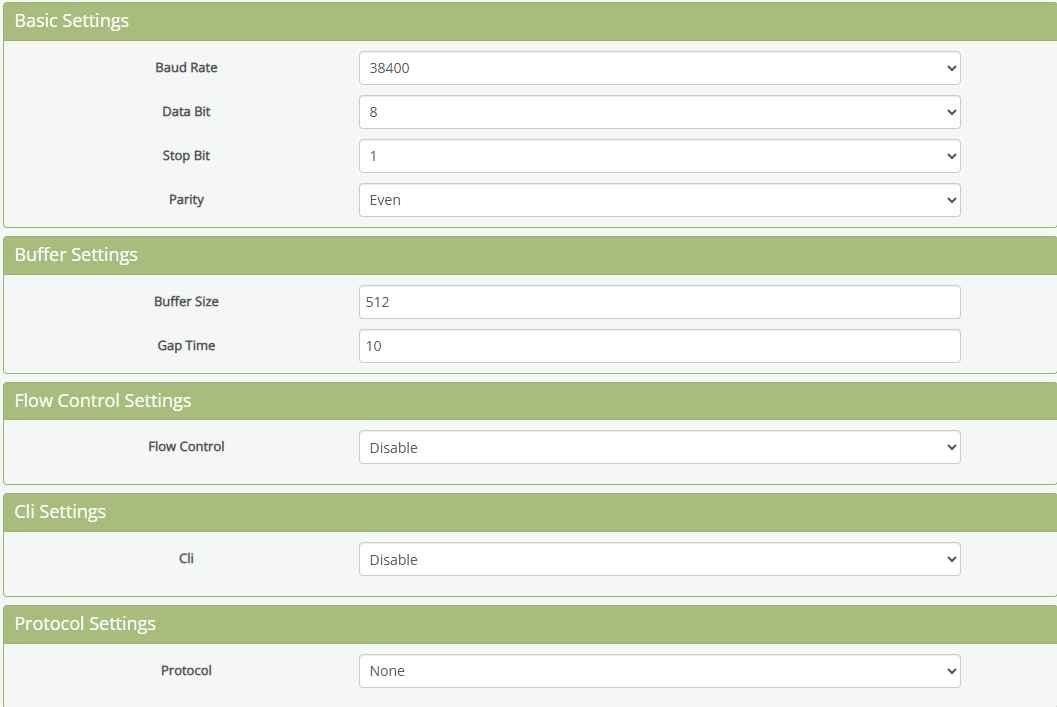 Basic Settings
Baud Rate 38400
Data Bit 8
Stop Bit 1
Parity Even
Buffer Settings
Buffer Size 512
Gap Time 10
Flow Control Settings
Flow Control Disable
Cli Settings
Cli Disable
Protocol Settings
Protocol None